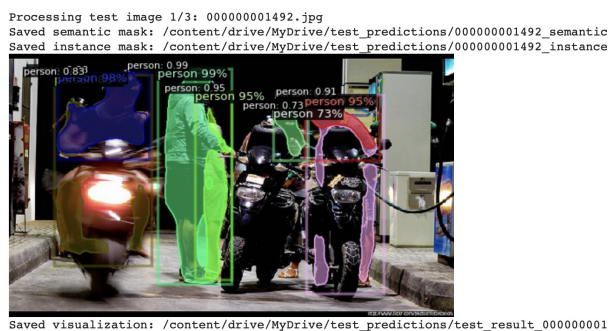 Processing test image 1/3: 000000001492.jpg
Saved semantic mask: /content/drive/MyDrive/test_predictions/000000001492_semantic
Saved instance mask: /content/drive/MyDrive/test_predictions/000000001492_instance
person: 0.83
person 98%
person: 0.99
person 99%
person: 0.95
person 95%
person: 0.91
person: 0.73
person 95%
person 73%
Saved visualization: /content/drive/MyDrive/test_predictions/test_result_000000001